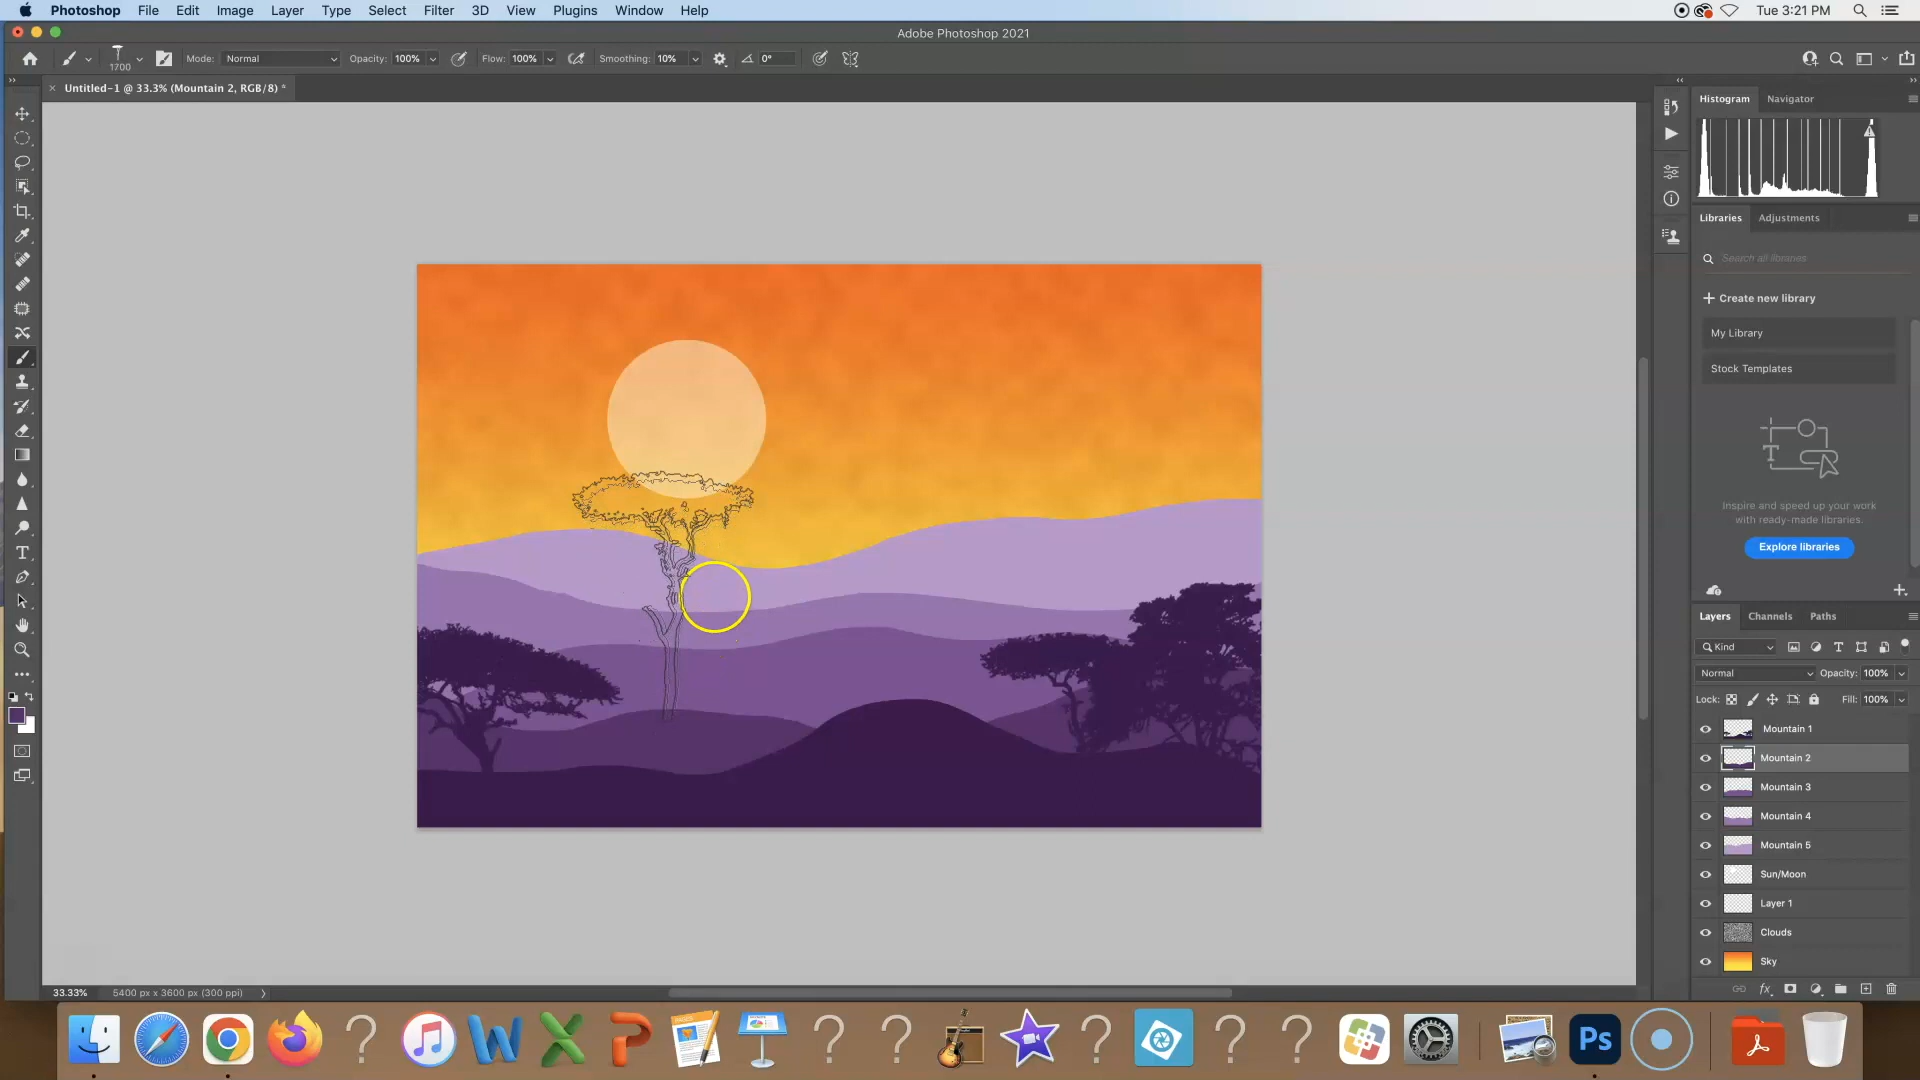 Photoshop File Edit Image Layer Type Select Filter 3D View Plugins Window Help Tue 3:21 PM
Adobe Photoshop 2021
1700 Mode: Normal Opacity: 100% Flow: 100% Smoothing: 10% 0°
Untitled-1 @ 33.3% (Mountain 2, RGB/8) *
Histogram Navigator
Libraries Adjustments
Search all libraries
Create new library
My Library
Stock Templates
Inspire and speed up your work
with ready-made libraries.
Explore libraries
Layers Channels Paths
Kind
Normal Opacity: 100%
Lock: Fill: 100%
Mountain 1
Mountain 2
Mountain 3
Mountain 4
Mountain 5
Sun/Moon
Layer 1
Clouds
Sky
fx
33.33% 5400 px x 3600 px (300 ppi)
PAGES
Ps